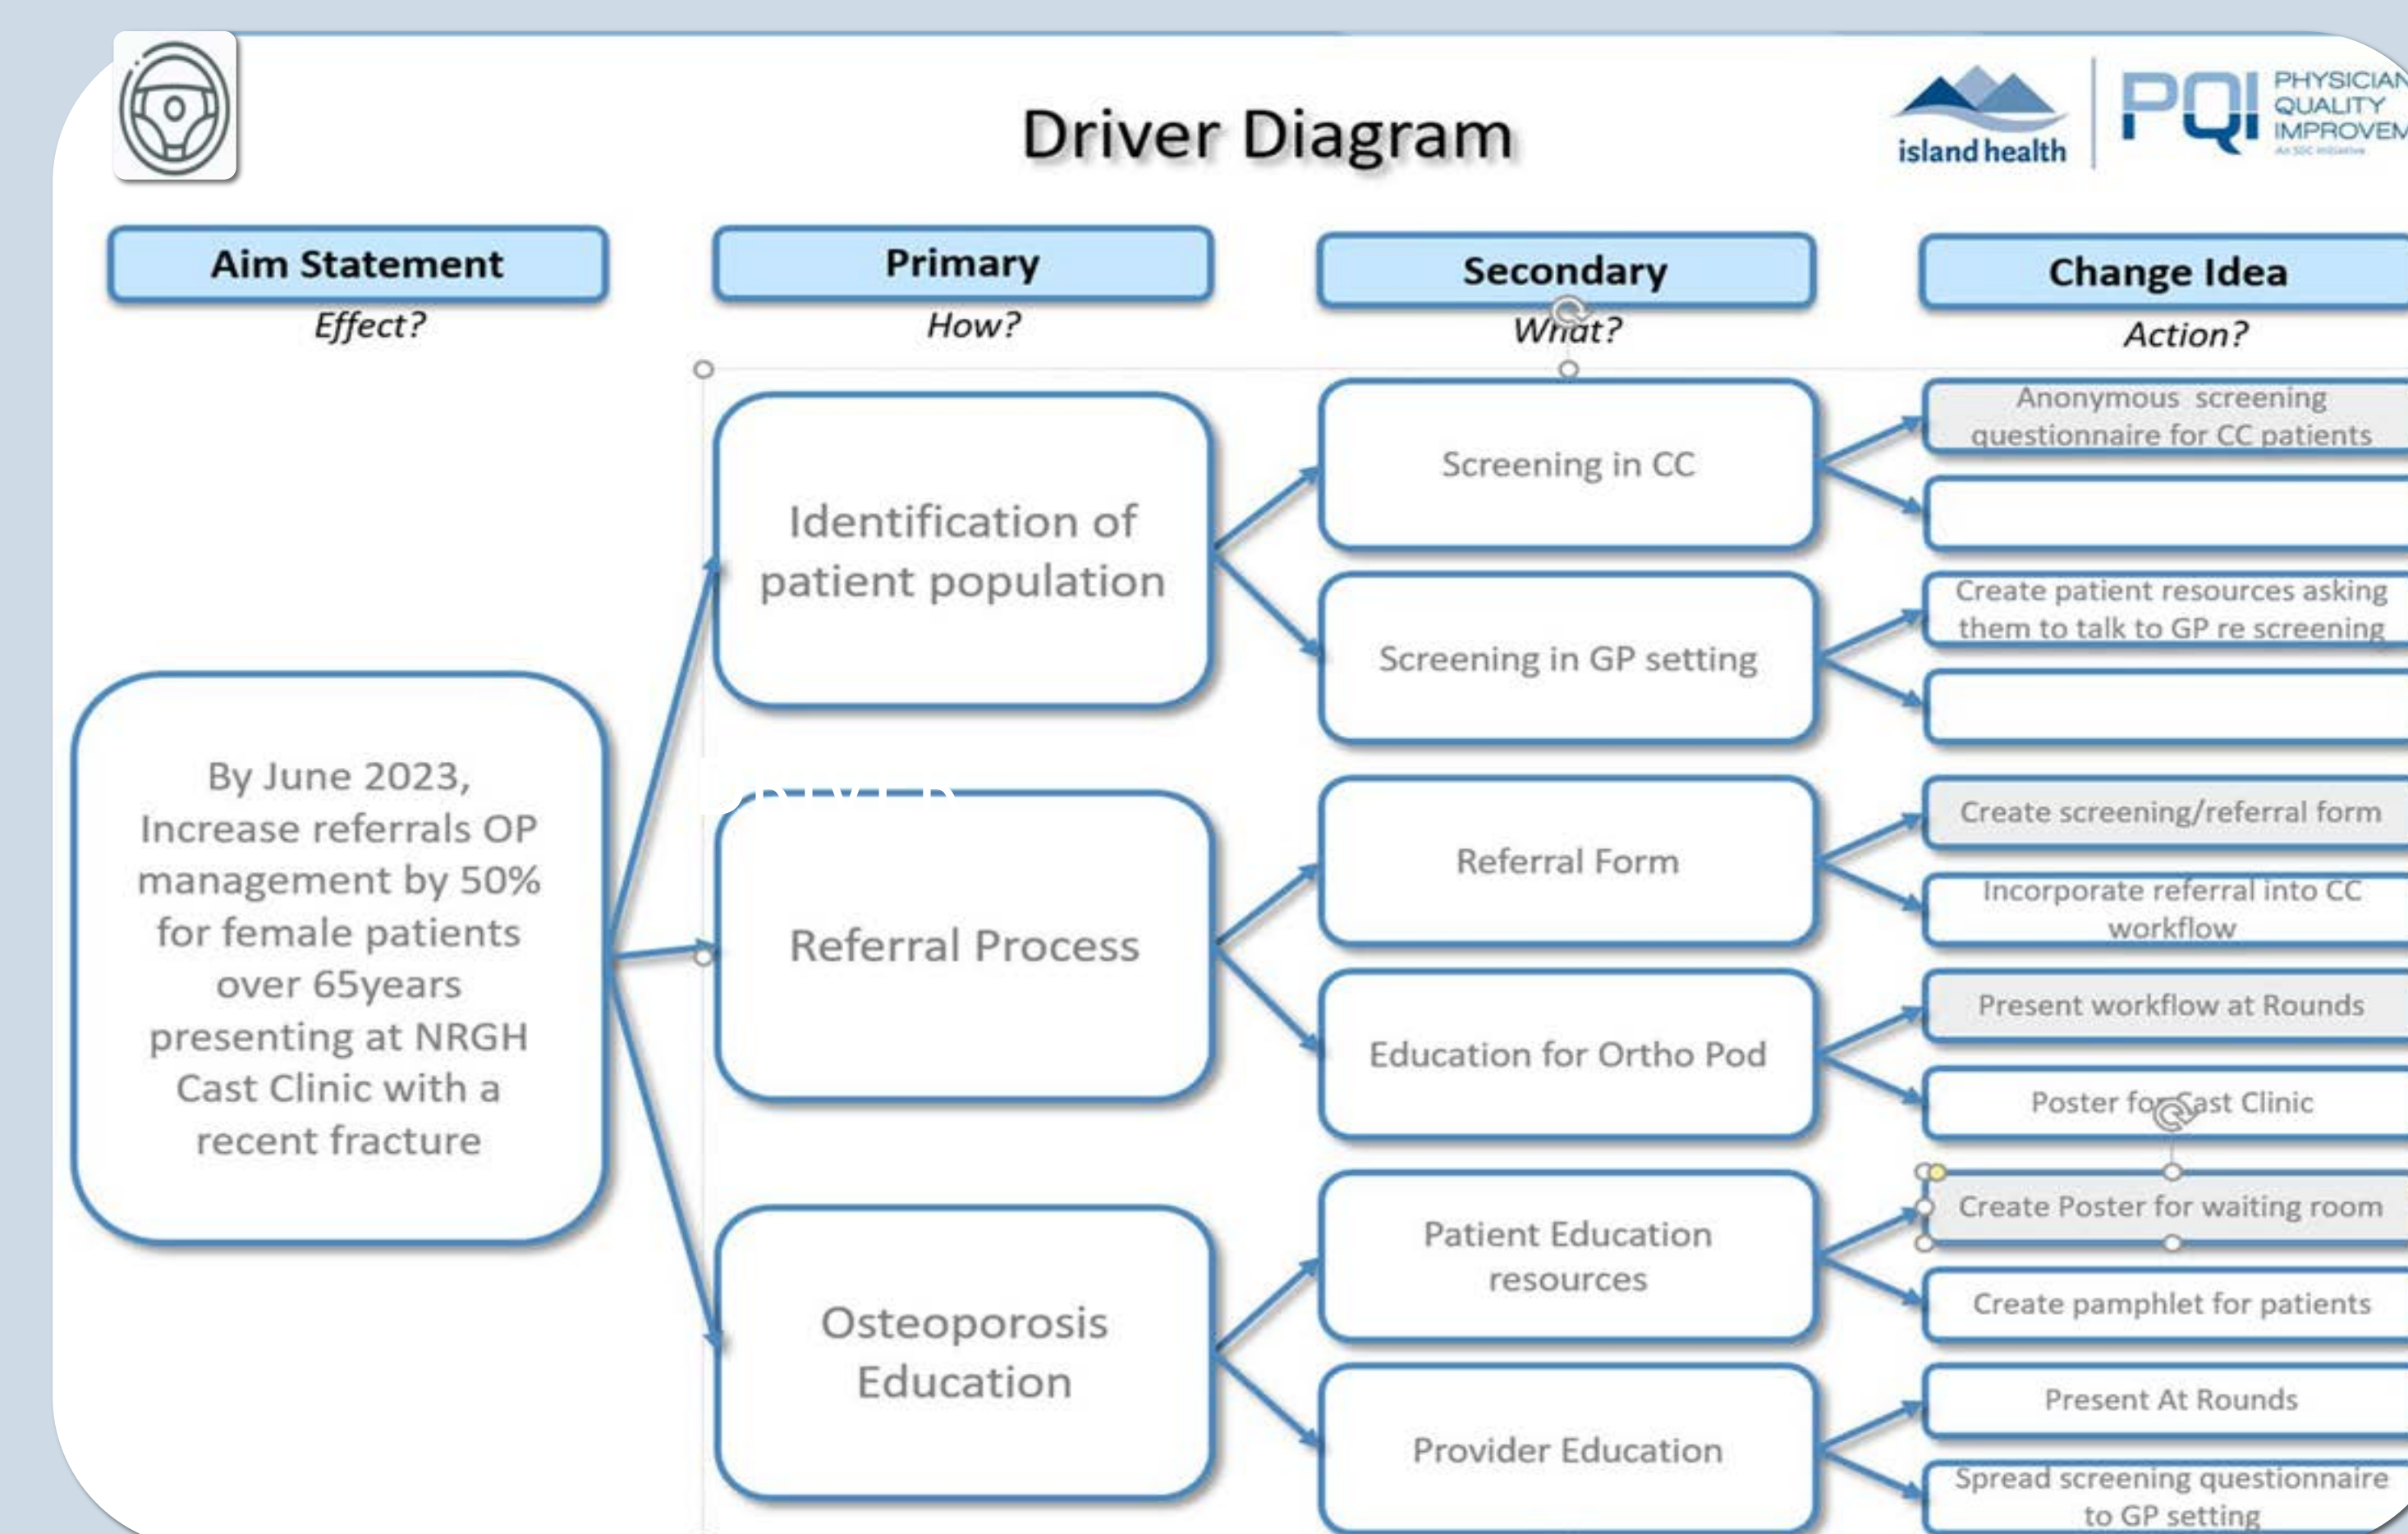 Driver Diagram
island health
PQI
PHYSICIAN
QUALITY
An SSC initiative
Aim Statement
Effect?
Primary
How?
Secondary
What?
Change Idea
Action?
By June 2023,
Increase referrals OP
management by 50%
for female patients
over 65years
presenting at NRGH
Cast Clinic with a
recent fracture
Identification of
patient population
Referral Process
Osteoporosis
Education
Screening in CC
Screening in GP setting
Referral Form
Education for Ortho Pod
Patient Education
resources
Provider Education
Anonymous screening
questionnaire for CC patients
Create patient resources asking
them to talk to GP re screening
Create screening/referral form
Incorporate referral into CC
workflow
Present workflow at Rounds
Poster for Cast Clinic
Create Poster for waiting room
Create pamphlet for patients
Present At Rounds
Spread screening questionnaire
to GP setting